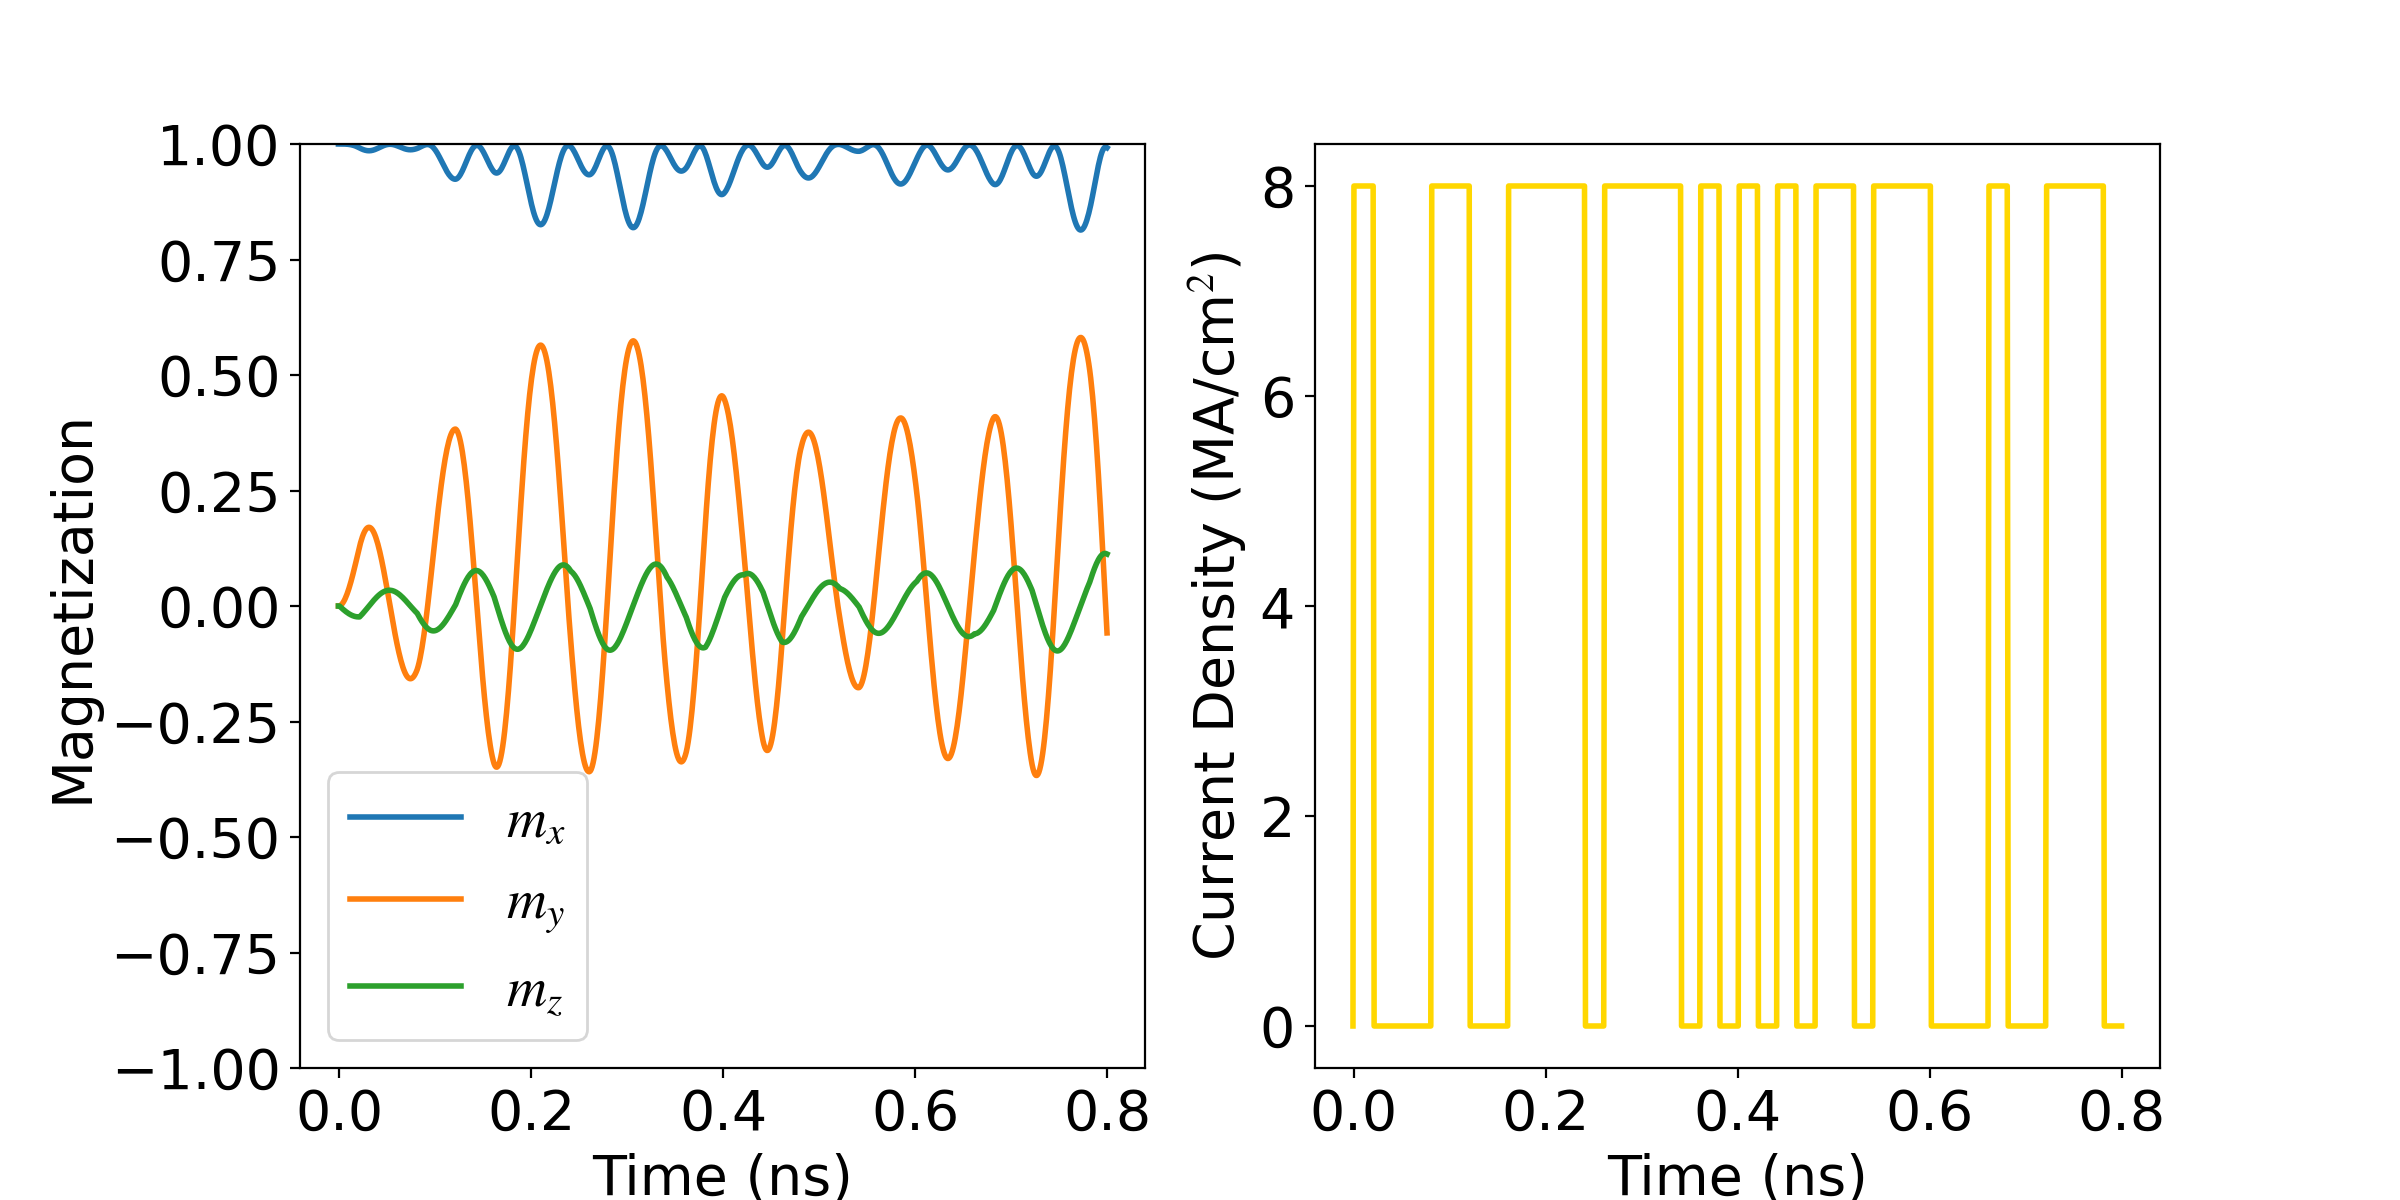 Magnetization
1.00
0.75
0.50
0.25
0.00
−0.25
−0.50
−0.75
−1.00
0.0 0.2 0.4 0.6 0.8
Time (ns)
m_x
m_y
m_z
Current Density (MA/cm²)
8
6
4
2
0
0.0 0.2 0.4 0.6 0.8
Time (ns)